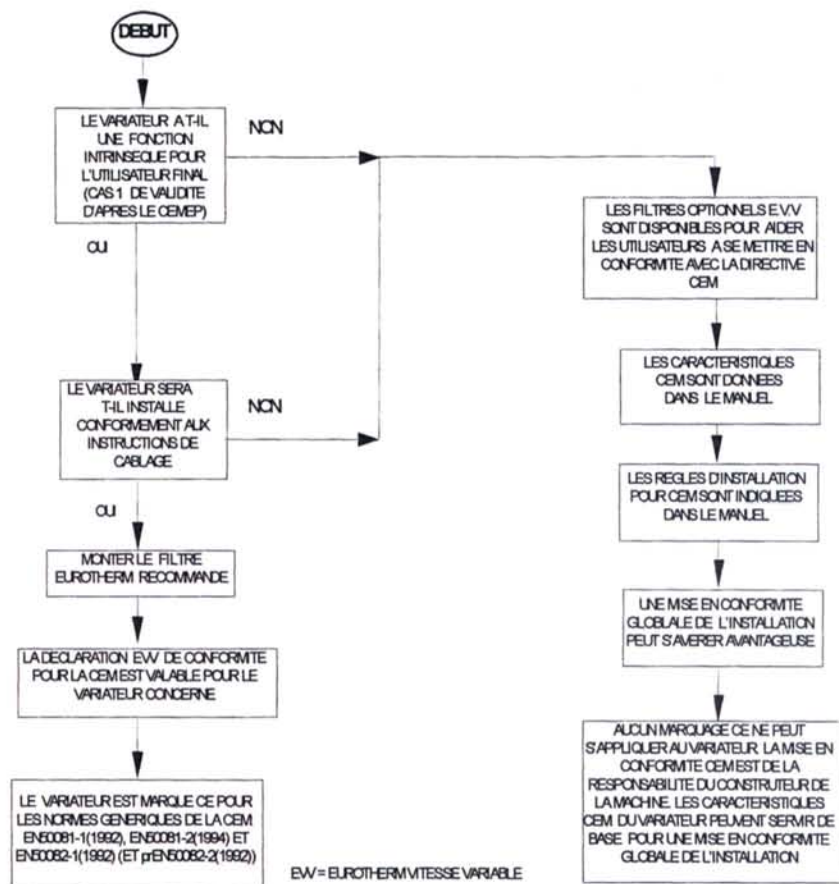 DEBUT
LE VARIATEUR A T-IL
UNE FONCTION
INTRINSEQUE POUR
L'UTILISATEUR FINAL
(CAS 1 DE VALIDITE
D'APRES LE CEMEP)
NON
OUI
LE VARIATEUR SERA
T-IL INSTALLE
CONFORMEMENT AUX
INSTRUCTIONS DE
CABLAGE
NON
OUI
MONTER LE FILTRE
EUROTHERM RECOMMANDE
LA DECLARATION EVV DE CONFORMITE
POUR LA CEM EST VALABLE POUR LE
VARIATEUR CONCERNE
LE VARIATEUR EST MARQUE CE POUR
LES NORMES GENERIQUES DE LA CEM
EN50081-1(1992), EN50081-2(1994) ET
EN50082-1(1992) (ET prEN50082-2(1992))
LES FILTRES OPTIONNELS E.V.V
SONT DISPONIBLES POUR AIDER
LES UTILISATEURS A SE METTRE EN
CONFORMITE AVEC LA DIRECTIVE
CEM
LES CARACTERISTIQUES
CEM SONT DONNEES
DANS LE MANUEL
LES REGLES D'INSTALLATION
POUR CEM SONT INDIQUEES
DANS LE MANUEL
UNE MISE EN CONFORMITE
GLOBLALE DE L'INSTALLATION
PEUT S'AVERER AVANTAGEUSE
AUCUN MARQUAGE CE NE PEUT
S'APPLIQUER AU VARIATEUR. LA MISE EN
CONFORMITE CEM EST DE LA
RESPONSABILITE DU CONSTRUTEUR DE
LA MACHINE. LES CARACTERISTIQUES
CEM DU VARIATEUR PEUVENT SERVIR DE
BASE POUR UNE MISE EN CONFORMITE
GLOBALE DE L'INSTALLATION
EVV = EUROTHERM VITESSE VARIABLE